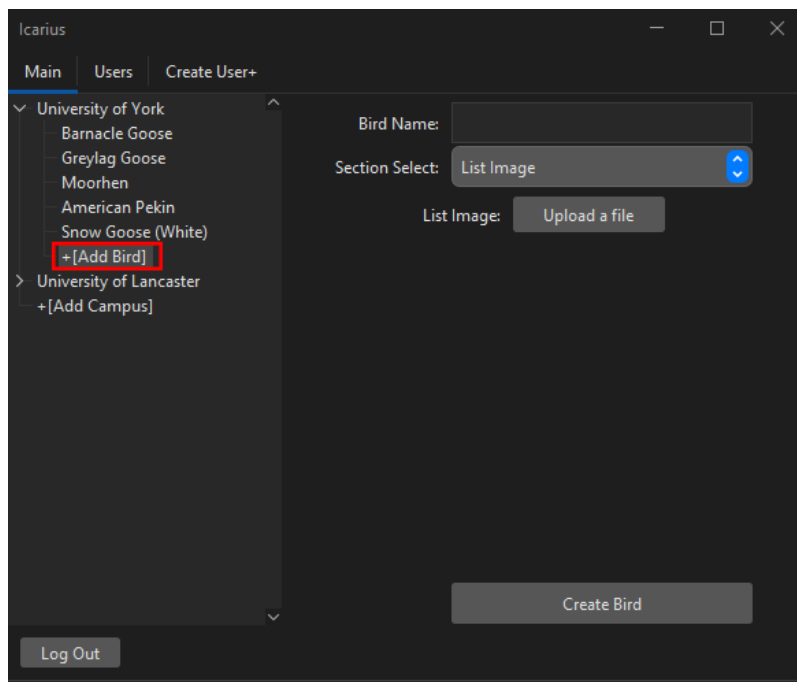 Icarius
Main Users Create User+
University of York
Barnacle Goose
Greylag Goose
Moorhen
American Pekin
Snow Goose (White)
+[Add Bird]
University of Lancaster
+[Add Campus]
Bird Name:
Section Select: List Image
List Image: Upload a file
Create Bird
Log Out